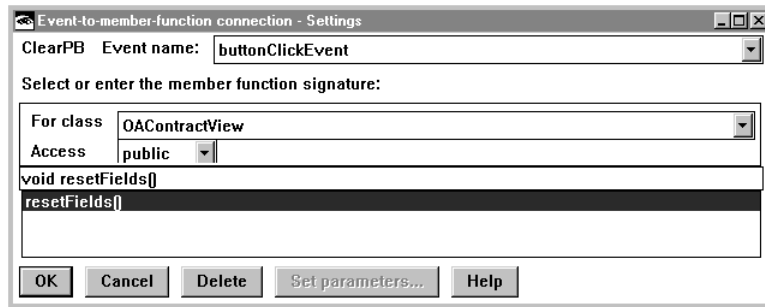 Event-to-member-function connection - Settings
ClearPB Event name: buttonClickEvent
Select or enter the member function signature:
For class OAContractView
Access public
void resetFields()
resetFields()
OK Cancel Delete Set parameters... Help